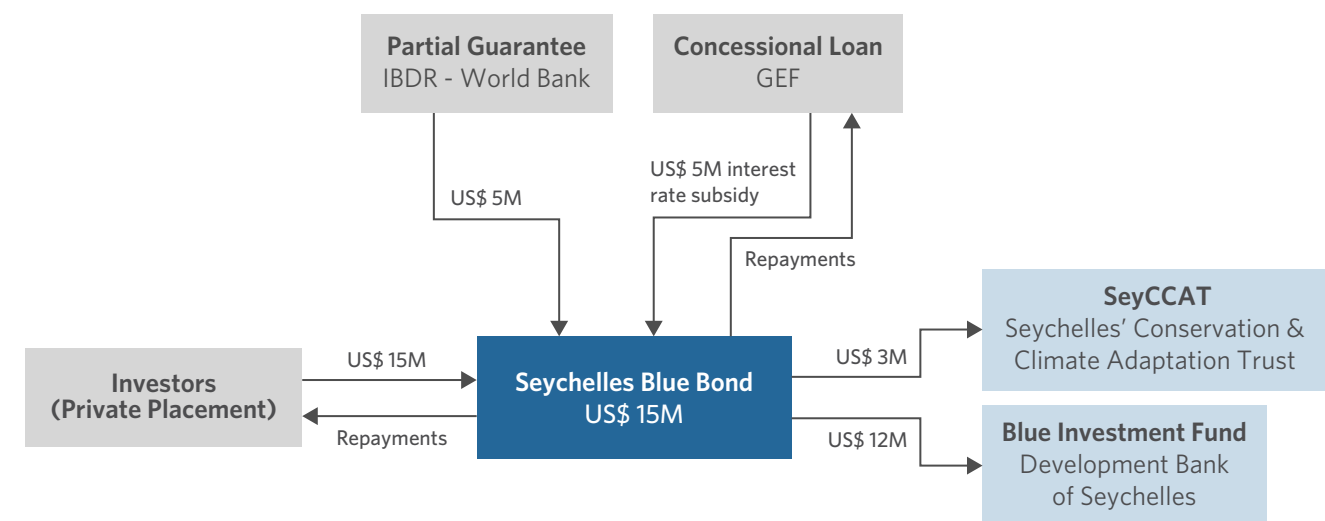 Partial Guarantee
IBDR - World Bank
Concessional Loan
GEF
US$ 5M interest
rate subsidy
US$ 5M
Repayments
SeyCCAT
Seychelles’ Conservation &
Climate Adaptation Trust
US$ 15M
Investors
(Private Placement)
Repayments
Seychelles Blue Bond
US$ 15M
US$ 3M
US$ 12M
Blue Investment Fund
Development Bank
of Seychelles